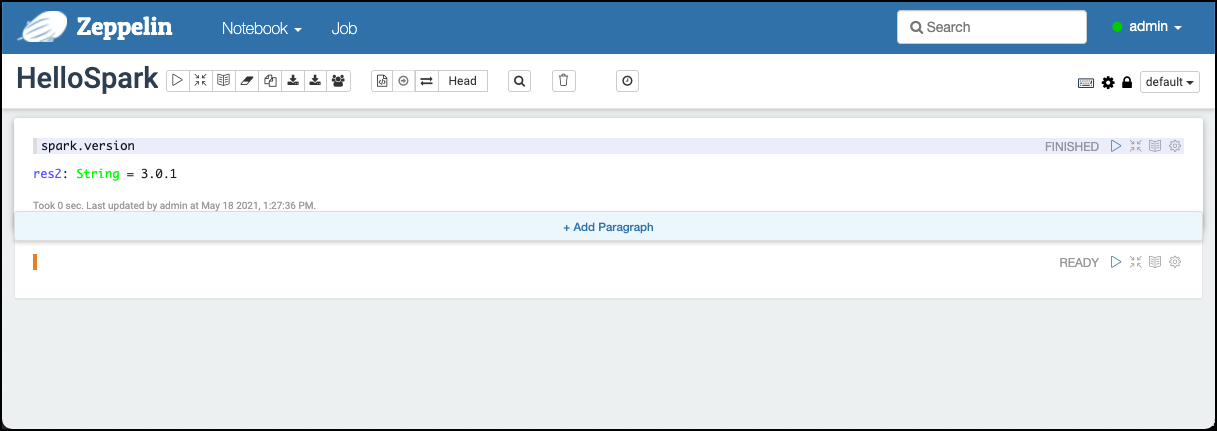 Zeppelin Notebook Job Search admin
HelloSpark Head default
spark.version FINISHED
res2: String = 3.0.1
Took 0 sec. Last updated by admin at May 18 2021, 1:27:36 PM.
+ Add Paragraph
READY